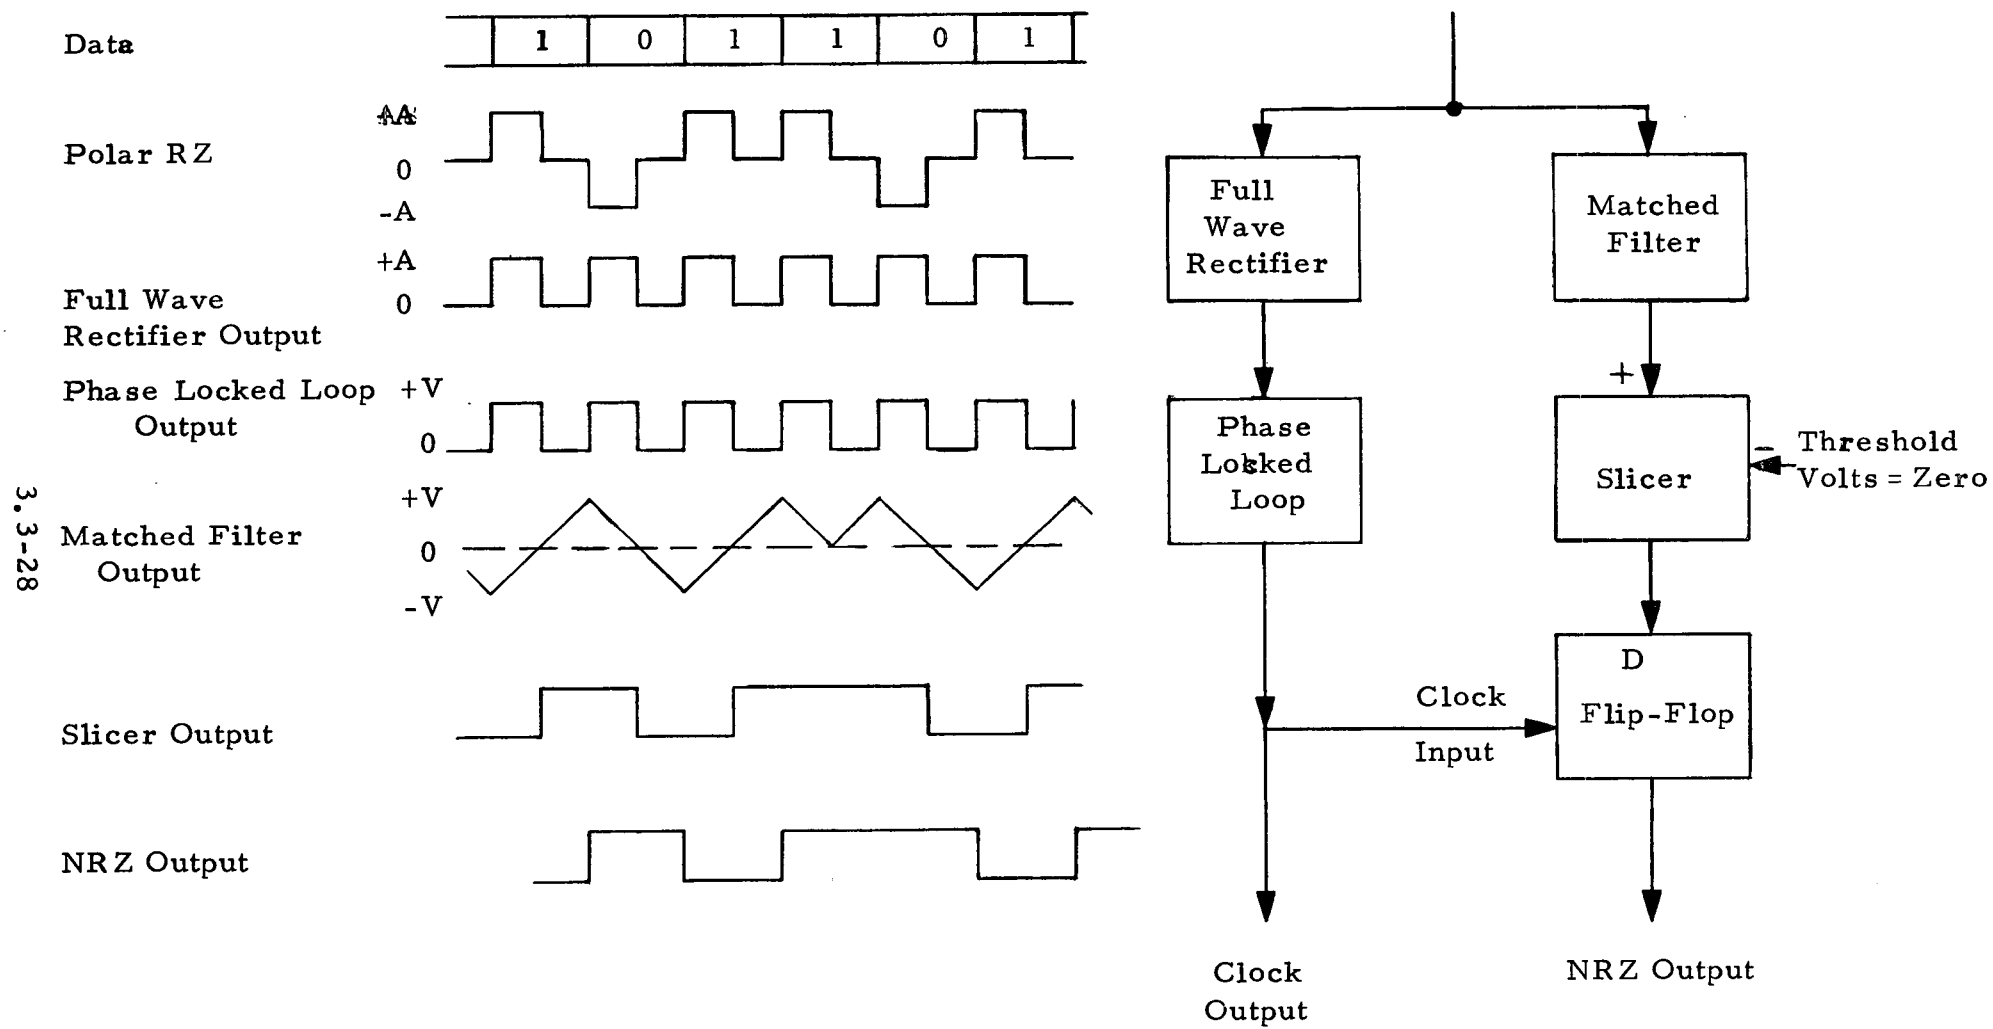 Data
1 0 1 1 0 1
Polar RZ
0
-A
+A
0
Full Wave
Rectifier Output
Phase Locked Loop
Output
+V
0
Matched Filter
Output
+V
0
-V
Slicer Output
NRZ Output
3.3-28
Full
Wave
Rectifier
Matched
Filter
Phase
Locked
Loop
+
Slicer
-
Threshold
Volts = Zero
D
Flip-Flop
Clock
Input
Clock
Output
NRZ Output